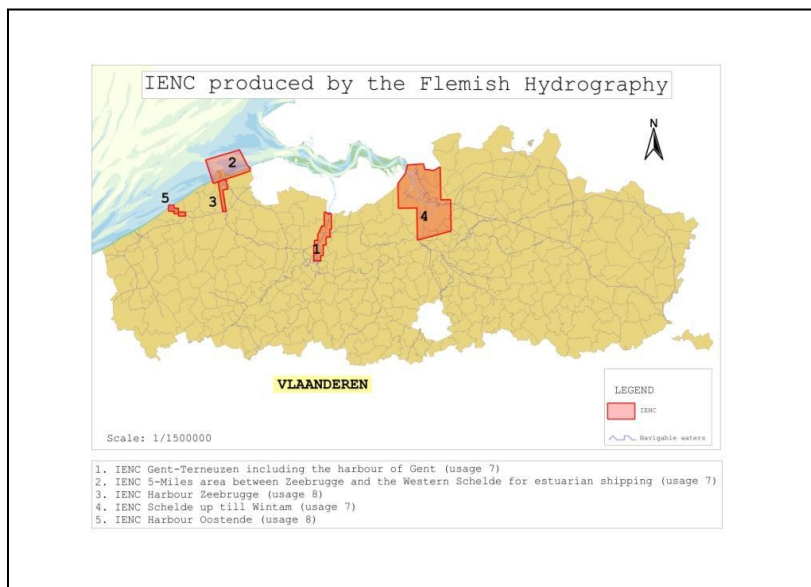 IENC produced by the Flemish Hydrography
N
2
5
3
4
1
VLAANDEREN
LEGEND
IENC
Navigable waters
Scale: 1/1500000
1. IENC Gent-Terneuzen including the harbour of Gent (usage 7)
2. IENC 5-Miles area between Zeebrugge and the Western Schelde for estuarian shipping (usage 7)
3. IENC Harbour Zeebrugge (usage 8)
4. IENC Schelde up till Wintam (usage 7)
5. IENC Harbour Oostende (usage 8)